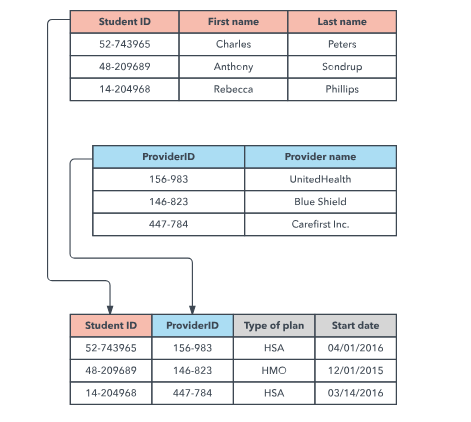 Student ID First name Last name
52-743965 Charles Peters
48-209689 Anthony Sondrup
14-204968 Rebecca Phillips
ProviderID Provider name
156-983 UnitedHealth
146-823 Blue Shield
447-784 Carefirst Inc.
Student ID ProviderID Type of plan Start date
52-743965 156-983 HSA 04/01/2016
48-209689 146-823 HMO 12/01/2015
14-204968 447-784 HSA 03/14/2016